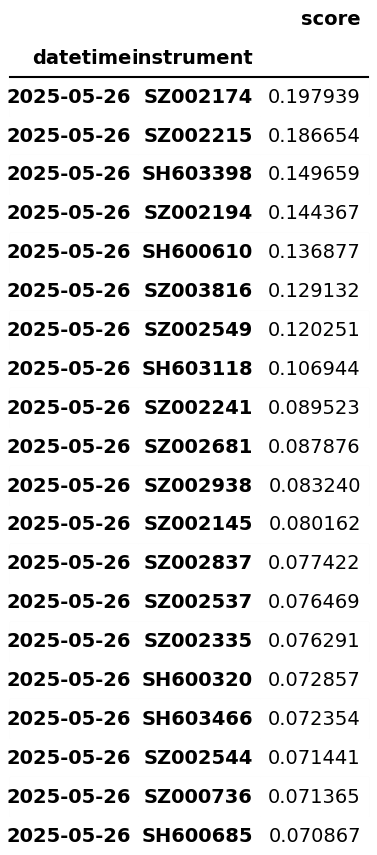 score
datetime instrument
2025-05-26 SZ002174 0.197939
2025-05-26 SZ002215 0.186654
2025-05-26 SH603398 0.149659
2025-05-26 SZ002194 0.144367
2025-05-26 SH600610 0.136877
2025-05-26 SZ003816 0.129132
2025-05-26 SZ002549 0.120251
2025-05-26 SH603118 0.106944
2025-05-26 SZ002241 0.089523
2025-05-26 SZ002681 0.087876
2025-05-26 SZ002938 0.083240
2025-05-26 SZ002145 0.080162
2025-05-26 SZ002837 0.077422
2025-05-26 SZ002537 0.076469
2025-05-26 SZ002335 0.076291
2025-05-26 SH600320 0.072857
2025-05-26 SH603466 0.072354
2025-05-26 SZ002544 0.071441
2025-05-26 SZ000736 0.071365
2025-05-26 SH600685 0.070867